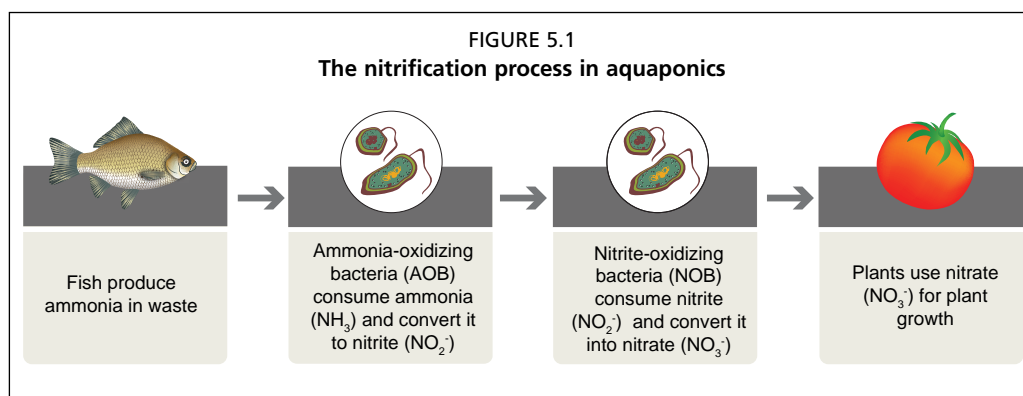 FIGURE 5.1
The nitrification process in aquaponics
Fish produce
ammonia in waste
Ammonia-oxidizing
bacteria (AOB)
consume ammonia
(NH₃) and convert it
to nitrite (NO₂⁻)
Nitrite-oxidizing
bacteria (NOB)
consume nitrite
(NO₂⁻) and convert it
into nitrate (NO₃⁻)
Plants use nitrate
(NO₃⁻) for plant
growth